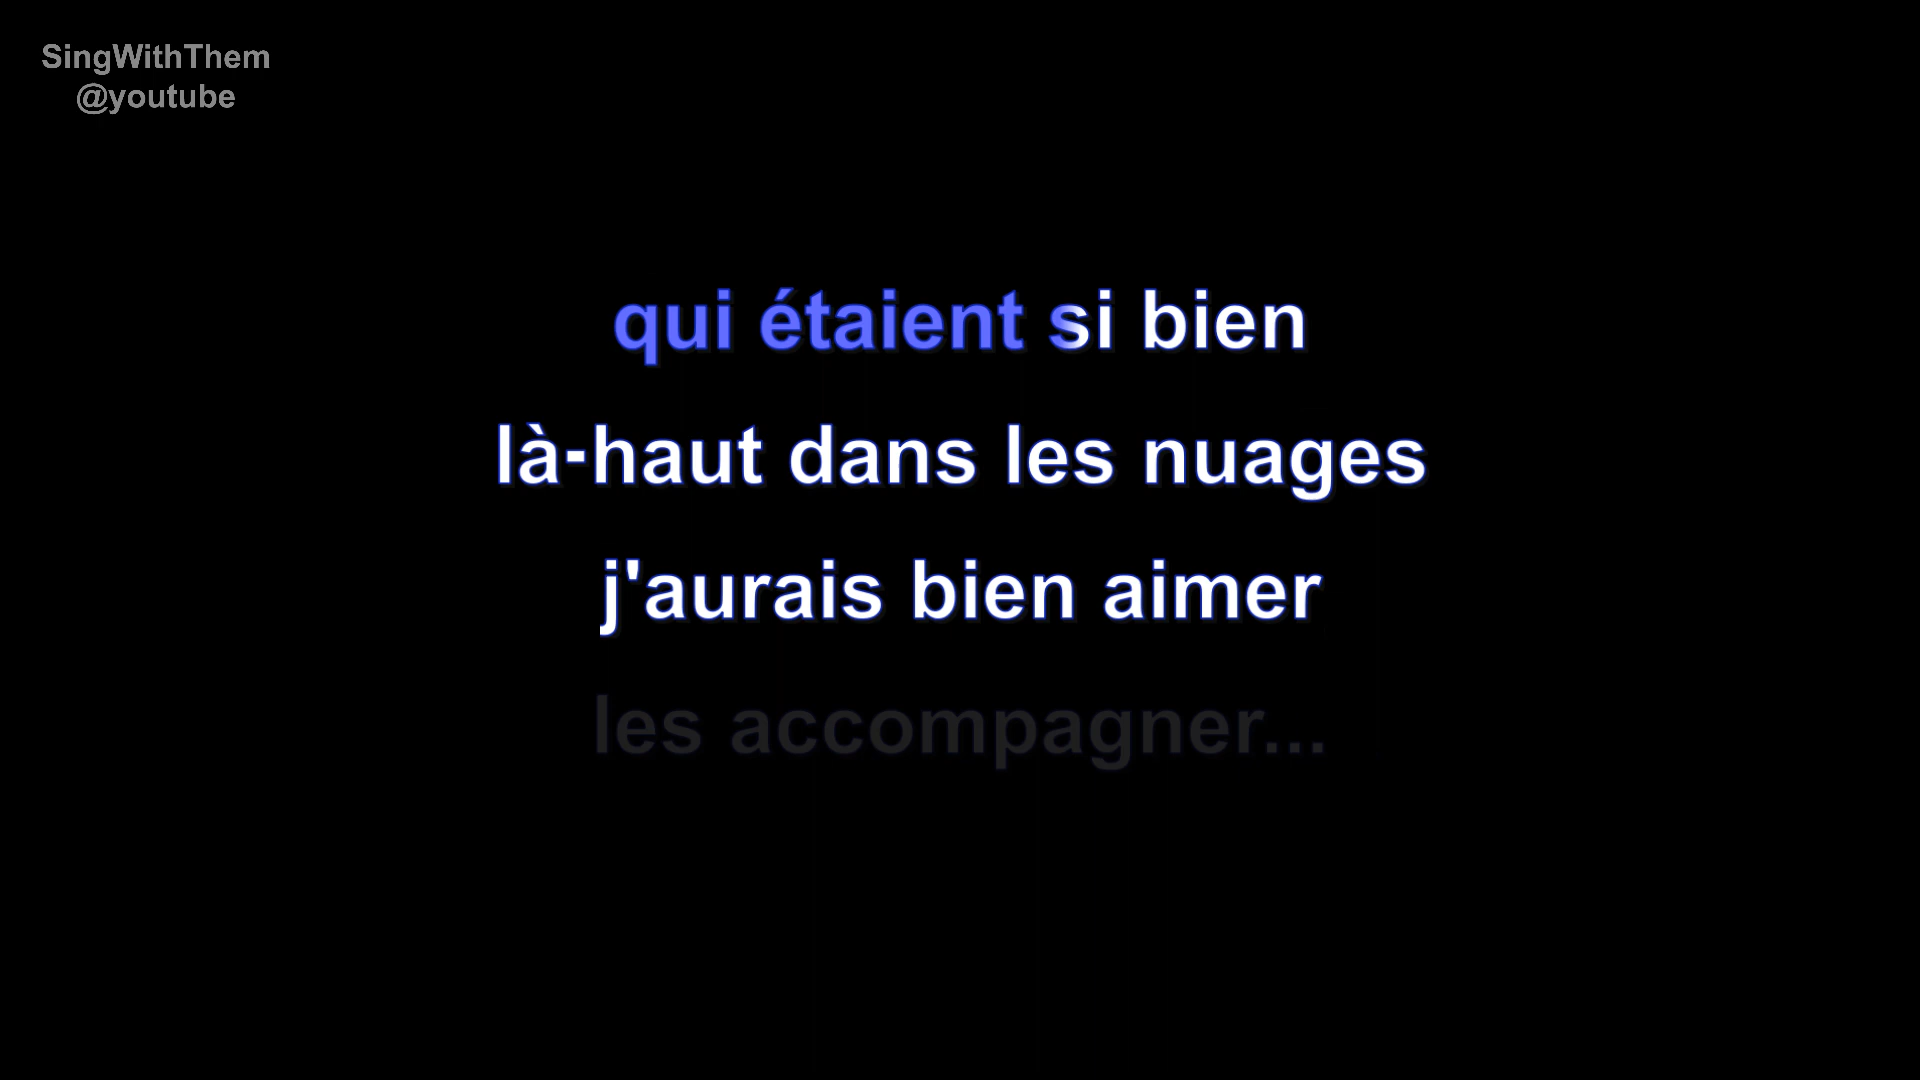 SingWithThem
@youtube
qui étaient si bien
là-haut dans les nuages
j'aurais bien aimer
les accompagner...